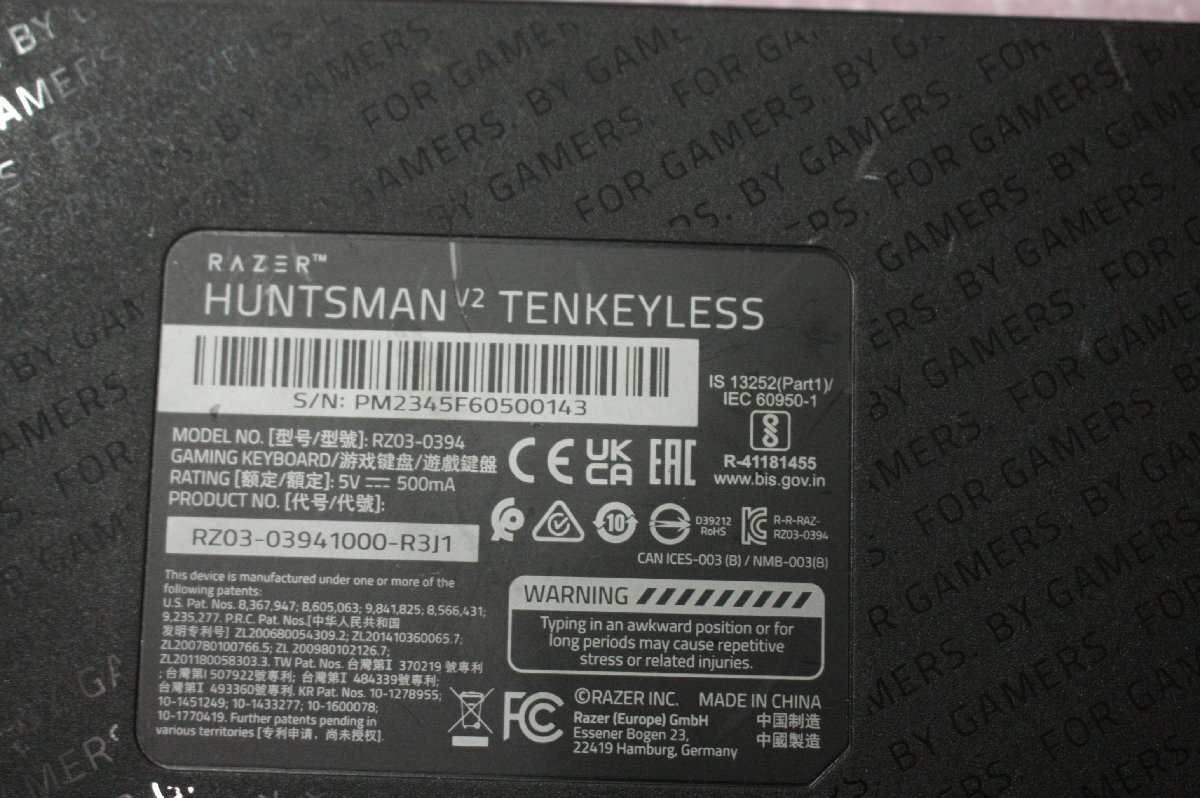 RAZER™
HUNTSMAN V2 TENKEYLESS
S/N: PM2345F60500143
IS 13252(Part1)/
IEC 60950-1
R-41181455
www.bis.gov.in
MODEL NO. [型号/型號]: RZ03-0394
GAMING KEYBOARD/游戏键盘/遊戲鍵盤
RATING [额定/額定]: 5V ⎓ 500mA
PRODUCT NO. [代号/代號]:
RZ03-03941000-R3J1
CE UK CA EAC
10
D39212
RoHS
R-R-RAZ-
RZ03-0394
CAN ICES-003 (B) / NMB-003(B)
This device is manufactured under one or more of the
following patents:
U.S. Pat. Nos. 8,367,947; 8,605,063; 9,841,825; 8,566,431;
9,235,277. P.R.C. Pat Nos.[中华人民共和国
发明专利号] ZL200680054309.2; ZL201410360065.7;
ZL200780100766.5; ZL 200980102126.7;
ZL201180058303.3. TW Pat. Nos. 台灣第I 370219 號專利
; 台灣第I 507922號專利; 台灣第I 484339號專利;
台灣第I 493360號專利. KR Pat. Nos. 10-1278955;
10-1451249; 10-1433277; 10-1600078;
10-1770419. Further patents pending in
various territories [专利申请，尚未授权].
WARNING
Typing in an awkward position or for
long periods may cause repetitive
stress or related injuries.
FC
©RAZER INC. MADE IN CHINA
Razer (Europe) GmbH
Essener Bogen 23,
22419 Hamburg, Germany
中国制造
中國製造
FOR GAMERS. BY GAMERS.